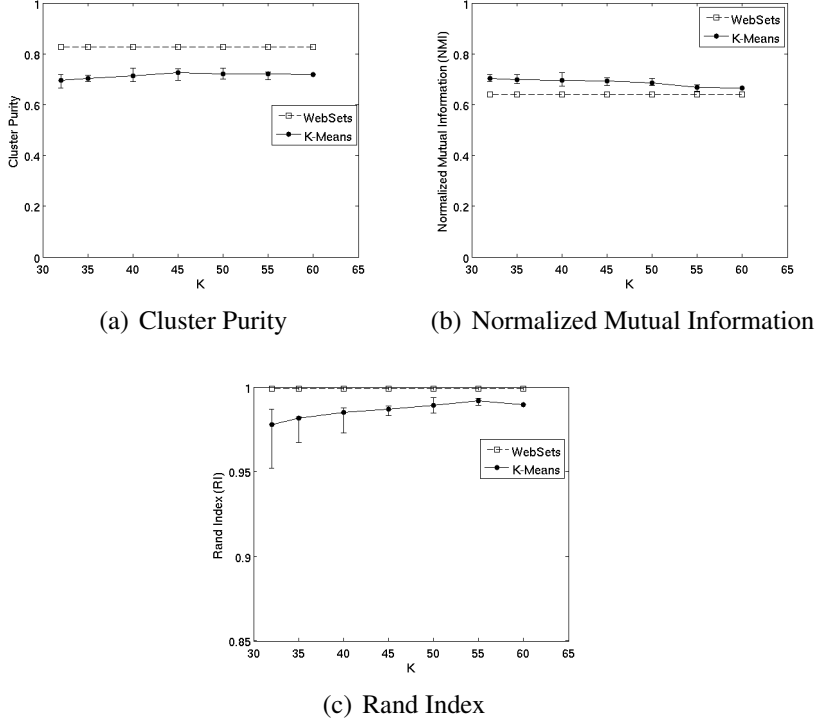 1
0.8
0.6
0.4
0.2
0
Cluster Purity
WebSets
K-Means
30 35 40 45 50 55 60 65
K
(a) Cluster Purity
1
0.8
0.6
0.4
0.2
0
Normalized Mutual Information (NMI)
WebSets
K-Means
30 35 40 45 50 55 60 65
K
(b) Normalized Mutual Information
1
0.95
0.9
0.85
Rand Index (RI)
WebSets
K-Means
30 35 40 45 50 55 60 65
K
(c) Rand Index